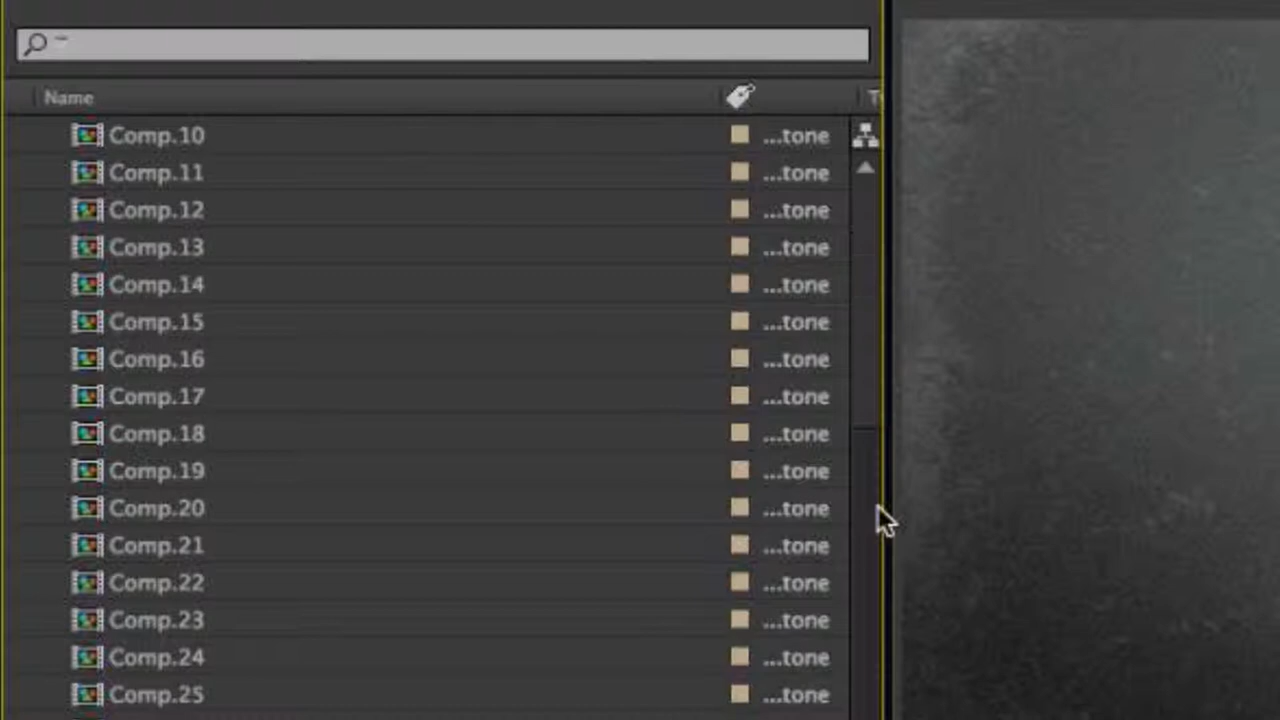 Name T
Comp.10 ...tone
Comp.11 ...tone
Comp.12 ...tone
Comp.13 ...tone
Comp.14 ...tone
Comp.15 ...tone
Comp.16 ...tone
Comp.17 ...tone
Comp.18 ...tone
Comp.19 ...tone
Comp.20 ...tone
Comp.21 ...tone
Comp.22 ...tone
Comp.23 ...tone
Comp.24 ...tone
Comp.25 ...tone